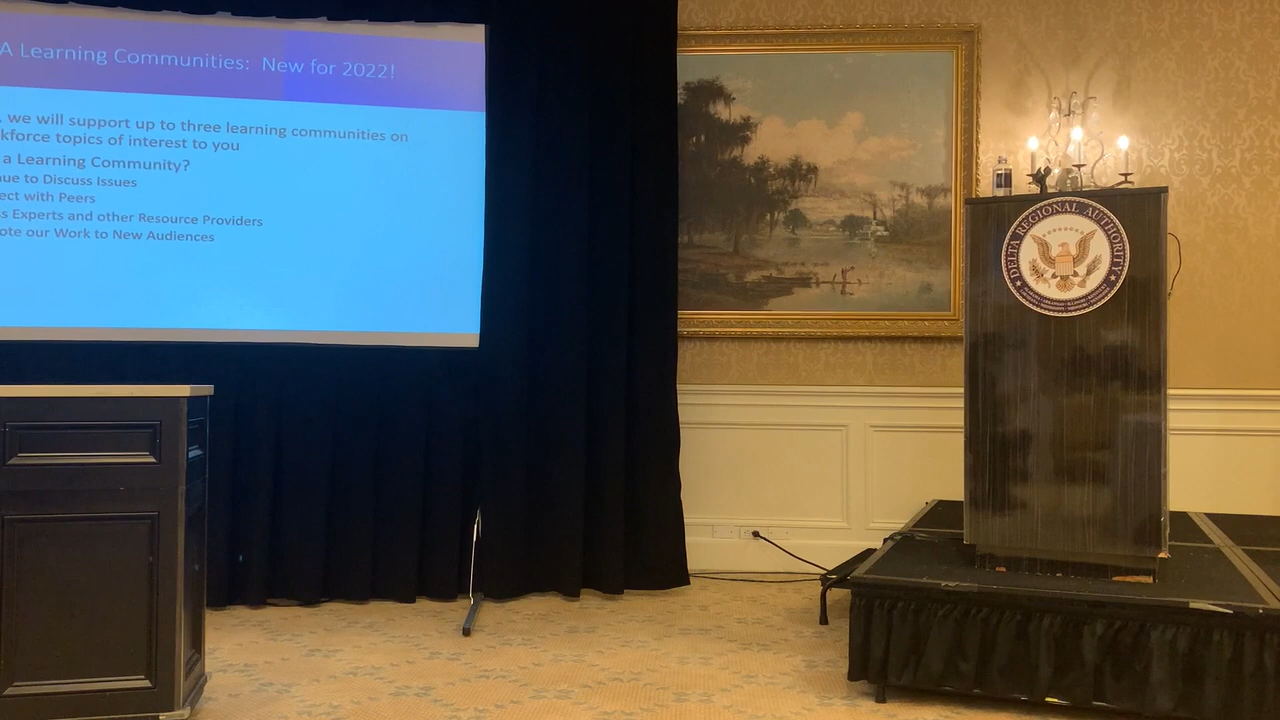 A Learning Communities: New for 2022!
, we will support up to three learning communities on
kforce topics of interest to you
a Learning Community?
ue to Discuss Issues
ect with Peers
ss Experts and other Resource Providers
ote our Work to New Audiences
DELTA REGIONAL AUTHORITY